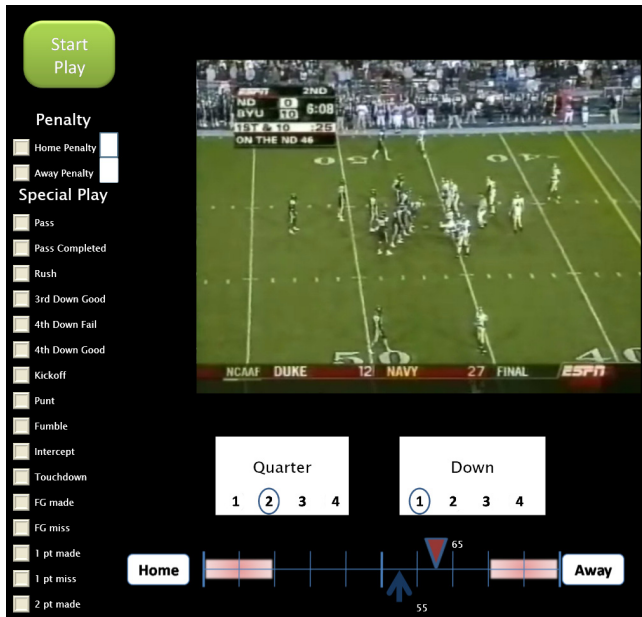 Start
Play
Penalty
Home Penalty
Away Penalty
Special Play
Pass
Pass Completed
Rush
3rd Down Good
4th Down Fail
4th Down Good
Kickoff
Punt
Fumble
Intercept
Touchdown
FG made
FG miss
1 pt made
1 pt miss
2 pt made
ESPN 2ND
ND 0
BYU 10 6:08
1ST & 10 :25
ON THE ND 46
50 40
50 40
NCAAF DUKE 12 NAVY 27 FINAL ESPN
Quarter
1 2 3 4
Down
1 2 3 4
65
Home
Away
55